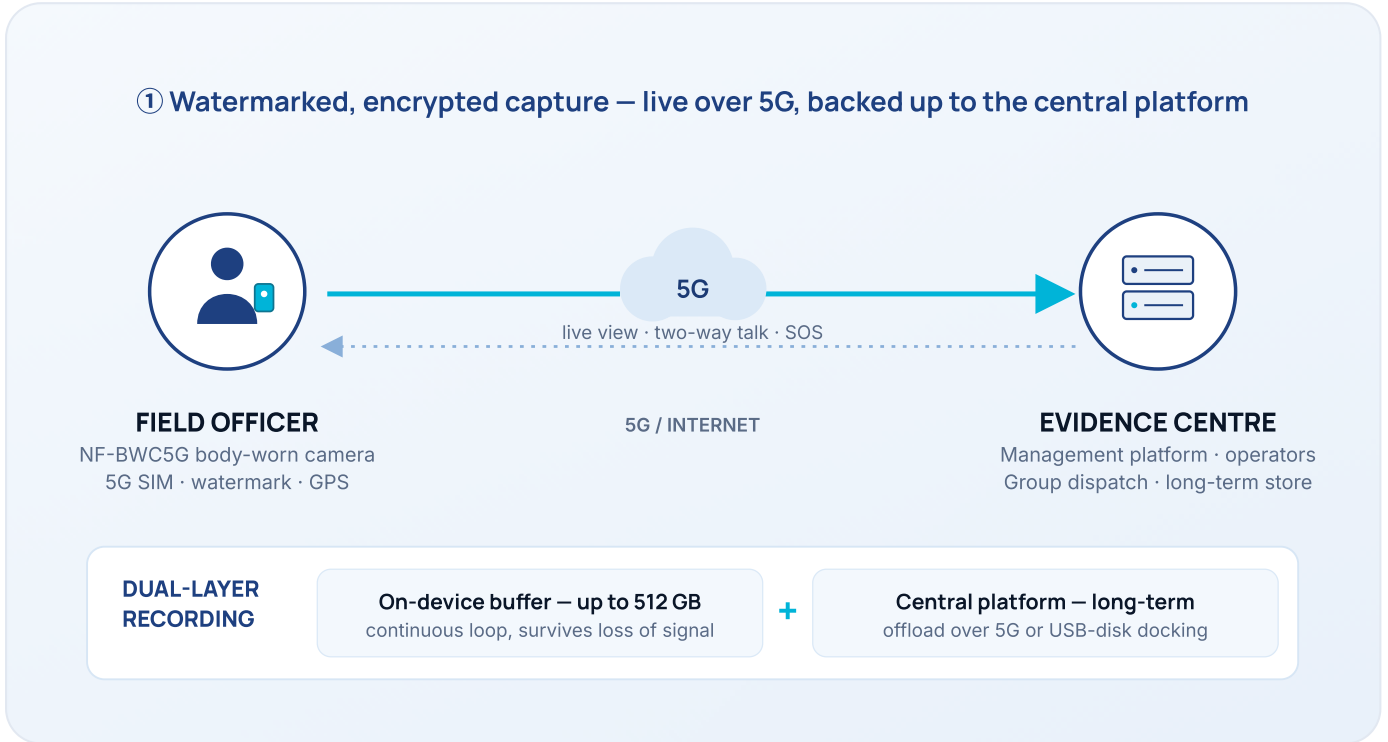 ① Watermarked, encrypted capture — live over 5G, backed up to the central platform
5G
live view · two-way talk · SOS
FIELD OFFICER
NF-BWC5G body-worn camera
5G SIM · watermark · GPS
5G / INTERNET
EVIDENCE CENTRE
Management platform · operators
Group dispatch · long-term store
DUAL-LAYER
RECORDING
On-device buffer — up to 512 GB
continuous loop, survives loss of signal
+
Central platform — long-term
offload over 5G or USB-disk docking